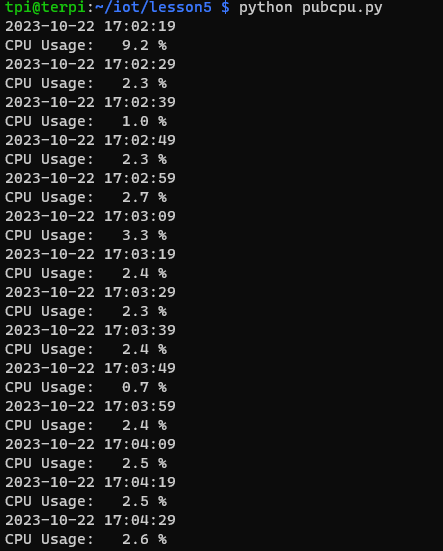 tpi@terpi:~/iot/lesson5 $ python pubcpu.py
2023-10-22 17:02:19
CPU Usage:   9.2 %
2023-10-22 17:02:29
CPU Usage:   2.3 %
2023-10-22 17:02:39
CPU Usage:   1.0 %
2023-10-22 17:02:49
CPU Usage:   2.3 %
2023-10-22 17:02:59
CPU Usage:   2.7 %
2023-10-22 17:03:09
CPU Usage:   3.3 %
2023-10-22 17:03:19
CPU Usage:   2.4 %
2023-10-22 17:03:29
CPU Usage:   2.3 %
2023-10-22 17:03:39
CPU Usage:   2.4 %
2023-10-22 17:03:49
CPU Usage:   0.7 %
2023-10-22 17:03:59
CPU Usage:   2.4 %
2023-10-22 17:04:09
CPU Usage:   2.5 %
2023-10-22 17:04:19
CPU Usage:   2.5 %
2023-10-22 17:04:29
CPU Usage:   2.6 %